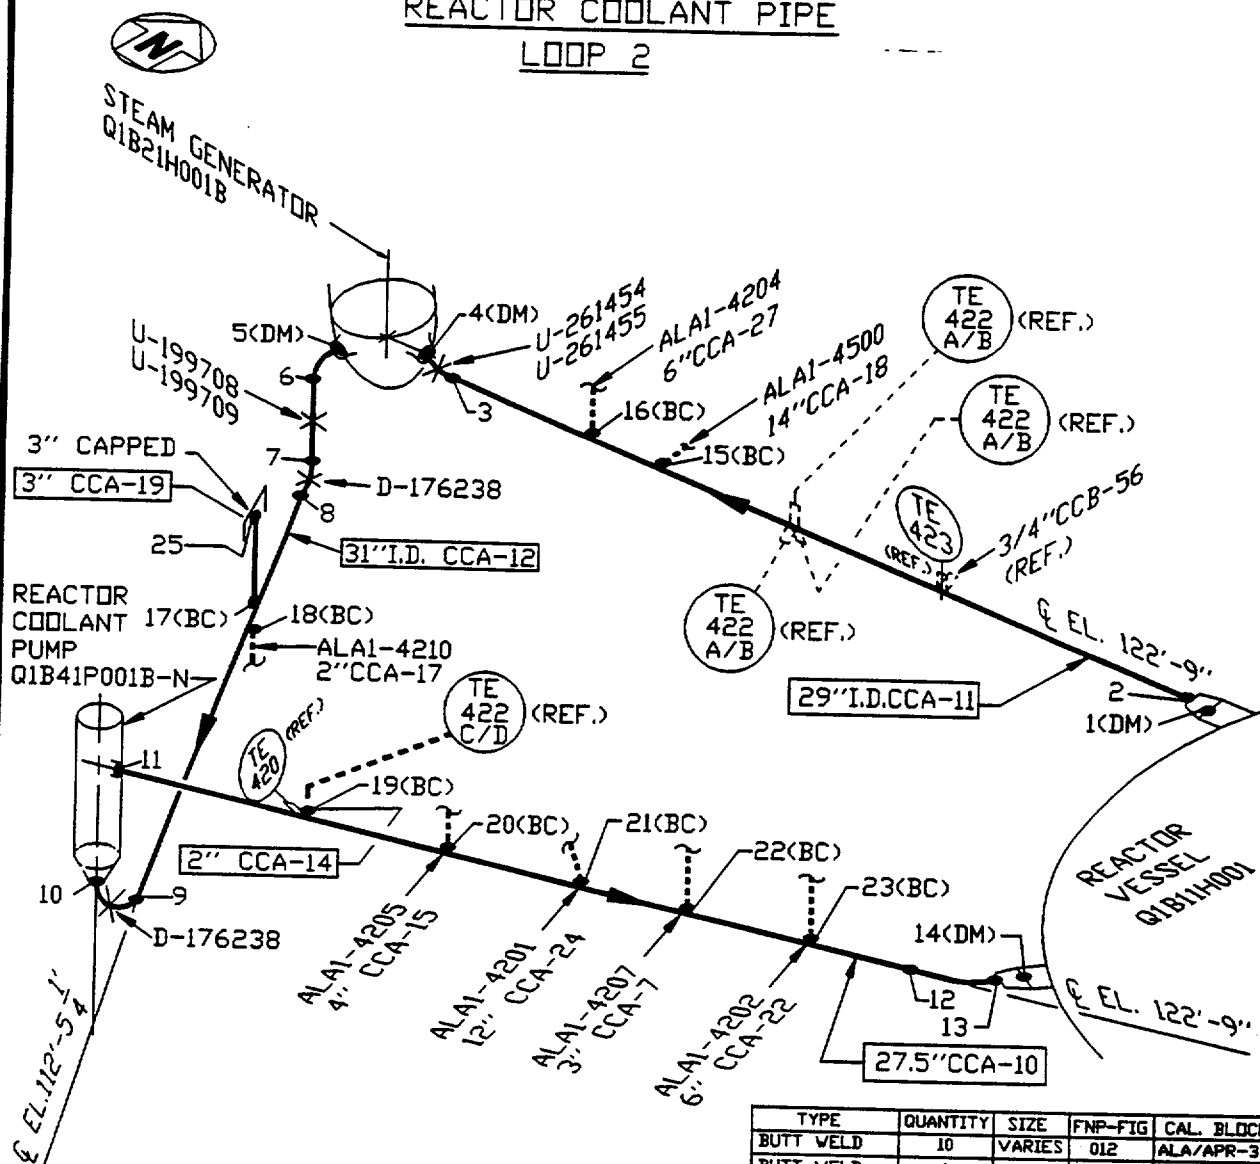 REACTOR COOLANT PIPE
LOOP 2
N
STEAM GENERATOR
Q1B21H001B
5(DM)
4(DM)
U-261454
U-261455
ALA1-4204
6"CCA-27
ALA1-4500
14"CCA-18
TE
422
A/B
(REF.)
TE
422
A/B
(REF.)
U-199708
U-199709
6
3
16(BC)
15(BC)
3" CAPPED
3" CCA-19
7
D-176238
8
25
31"I.D. CCA-12
TE
423
(REF.)
3/4"CCB-56
(REF.)
REACTOR
COOLANT
PUMP
Q1B41P001B-N
17(BC)
18(BC)
ALA1-4210
2"CCA-17
TE
422
A/B
(REF.)
℄ EL. 122'-9"
29"I.D.CCA-11
2
1(DM)
TE
422
C/D
(REF.)
TE
420
(REF.)
11
19(BC)
20(BC)
21(BC)
22(BC)
23(BC)
2" CCA-14
10
9
D-176238
REACTOR
VESSEL
Q1B11H001
14(DM)
ALA1-4205
4" CCA-15
ALA1-4201
12" CCA-24
ALA1-4207
3" CCA-7
ALA1-4202
6" CCA-22
12
13
℄ EL. 122'-9"
27.5"CCA-10
℄ EL.112'-5 1/4'
TYPE QUANTITY SIZE FNP-FIG CAL. BLOC
BUTT WELD 10 VARIES 012 ALA/APR-3
BUTT WELD